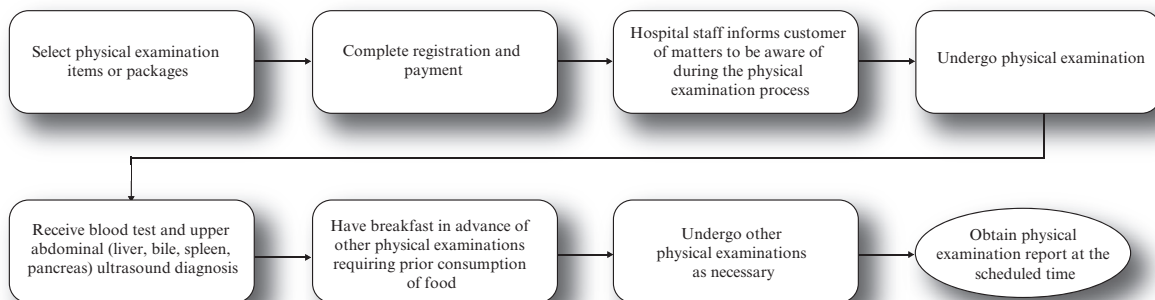 Select physical examination
items or packages
Complete registration and
payment
Hospital staff informs customer
of matters to be aware of
during the physical
examination process
Undergo physical examination
Receive blood test and upper
abdominal (liver, bile, spleen,
pancreas) ultrasound diagnosis
Have breakfast in advance of
other physical examinations
requiring prior consumption
of food
Undergo other
physical examinations
as necessary
Obtain physical
examination report at the
scheduled time